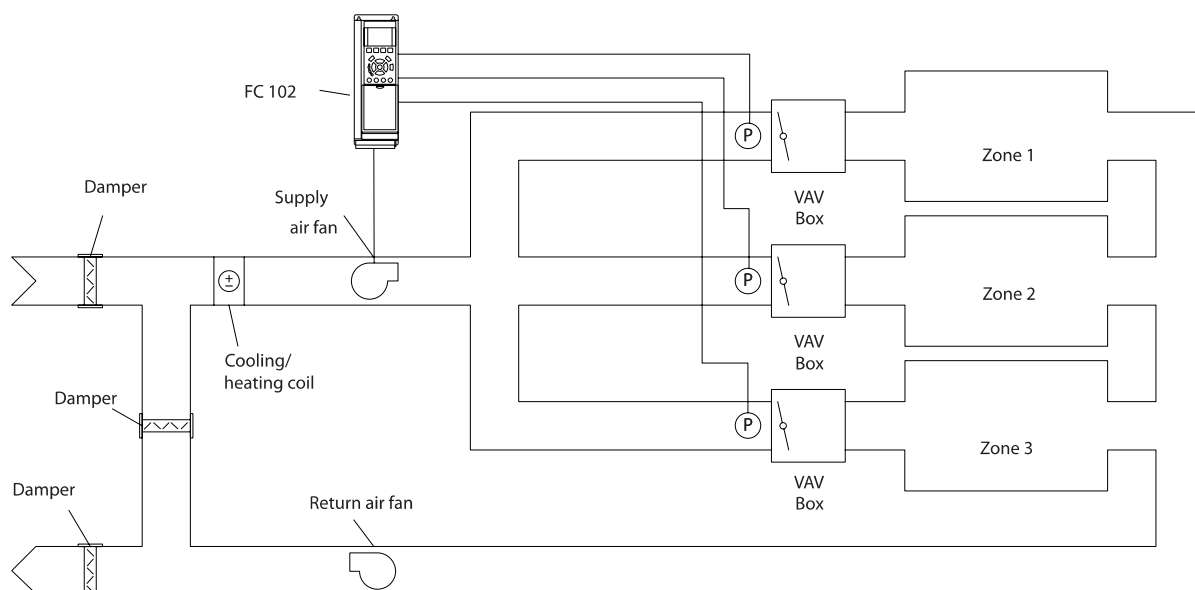 FC 102
P
Zone 1
Damper
Supply
air fan
VAV
Box
±
P
Zone 2
Cooling/
heating coil
VAV
Box
Damper
P
Zone 3
Damper
Return air fan
VAV
Box